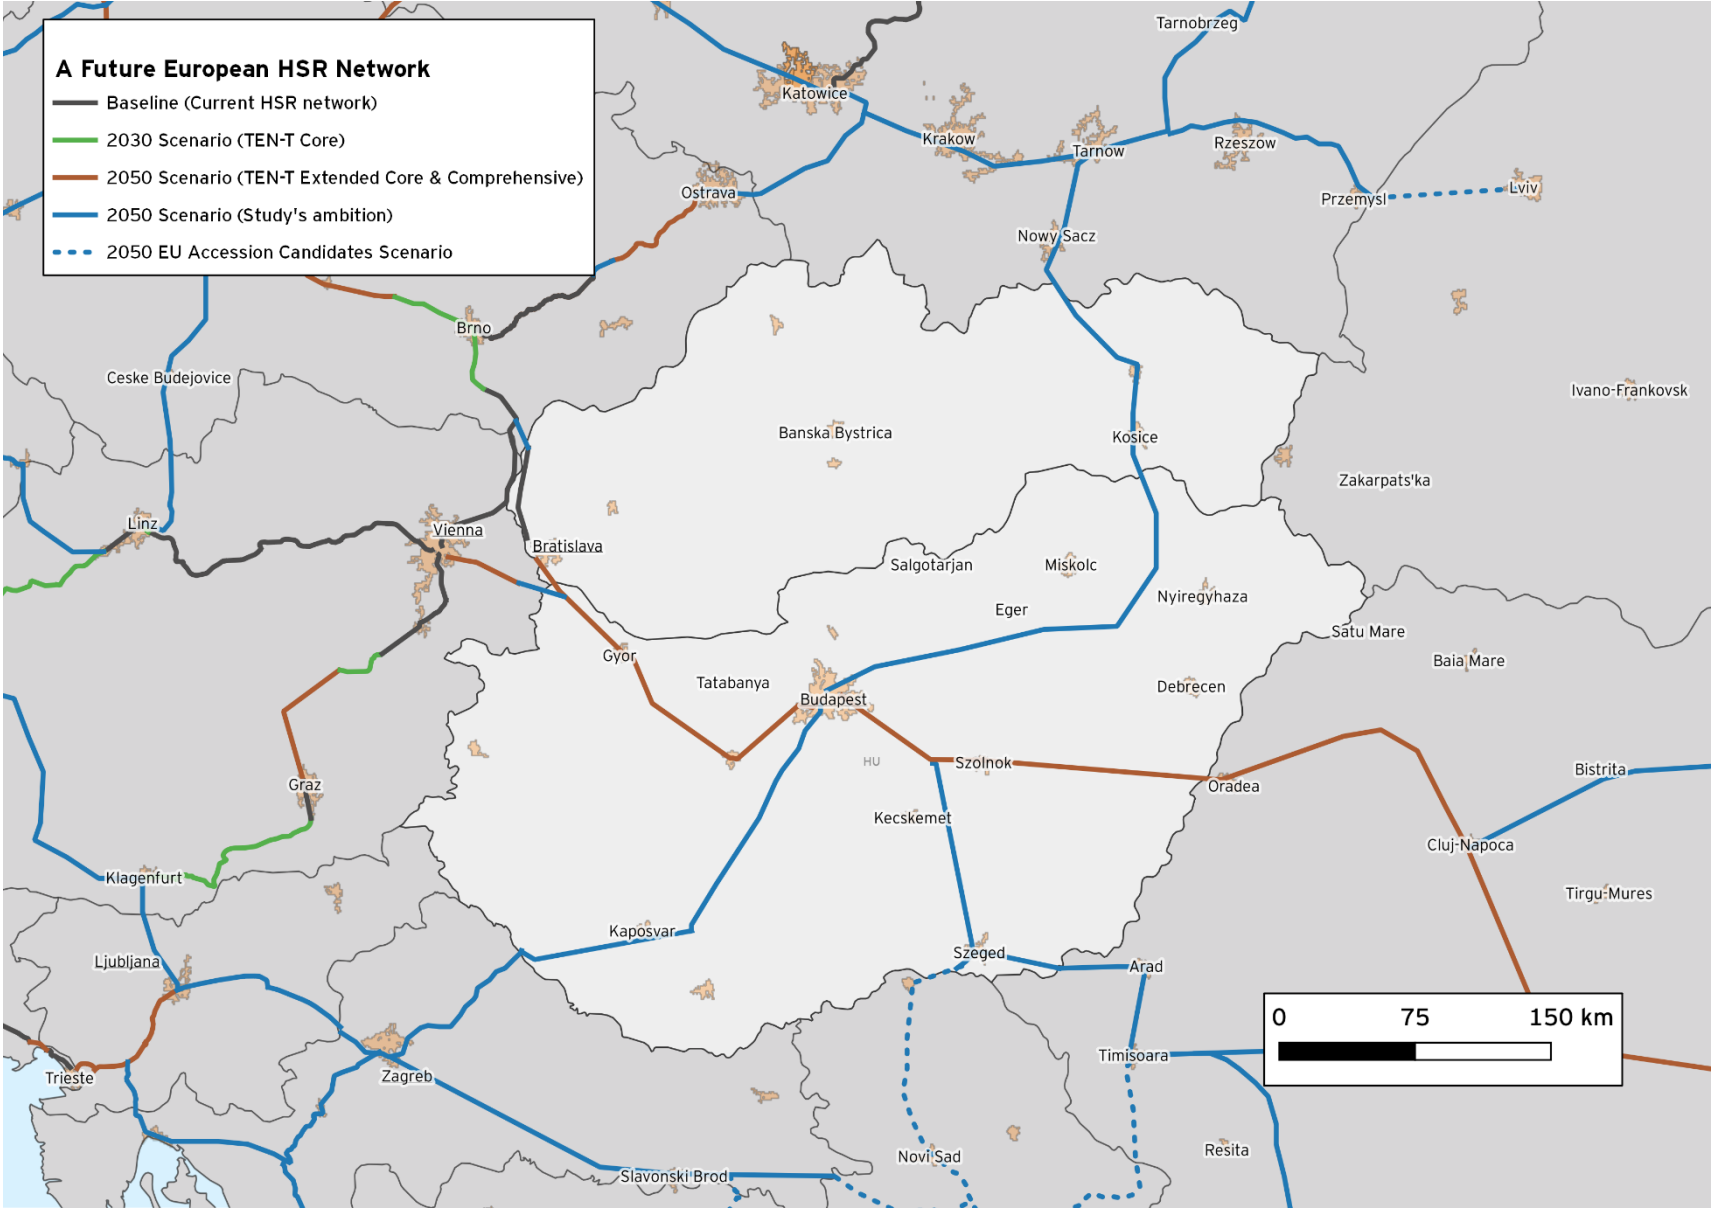 A Future European HSR Network
Baseline (Current HSR network)
2030 Scenario (TEN-T Core)
2050 Scenario (TEN-T Extended Core & Comprehensive)
2050 Scenario (Study's ambition)
2050 EU Accession Candidates Scenario
Tarnobrzeg
Katowice
Krakow
Tarnow
Rzeszow
Ostrava
Przemysl
Lviv
Nowy Sacz
Brno
Ceske Budejovice
Ivano-Frankovsk
Banska Bystrica
Kosice
Zakarpats'ka
Linz
Vienna
Bratislava
Salgotarjan
Miskolc
Nyiregyhaza
Eger
Satu Mare
Gyor
Baia Mare
Tatabanya
Debrecen
Budapest
HU
Szolnok
Bistrita
Graz
Oradea
Kecskemet
Cluj-Napoca
Klagenfurt
Tirgu-Mures
Kaposvar
Szeged
Ljubljana
Arad
0 75 150 km
Timisoara
Trieste
Zagreb
Resita
Novi Sad
Slavonski Brod